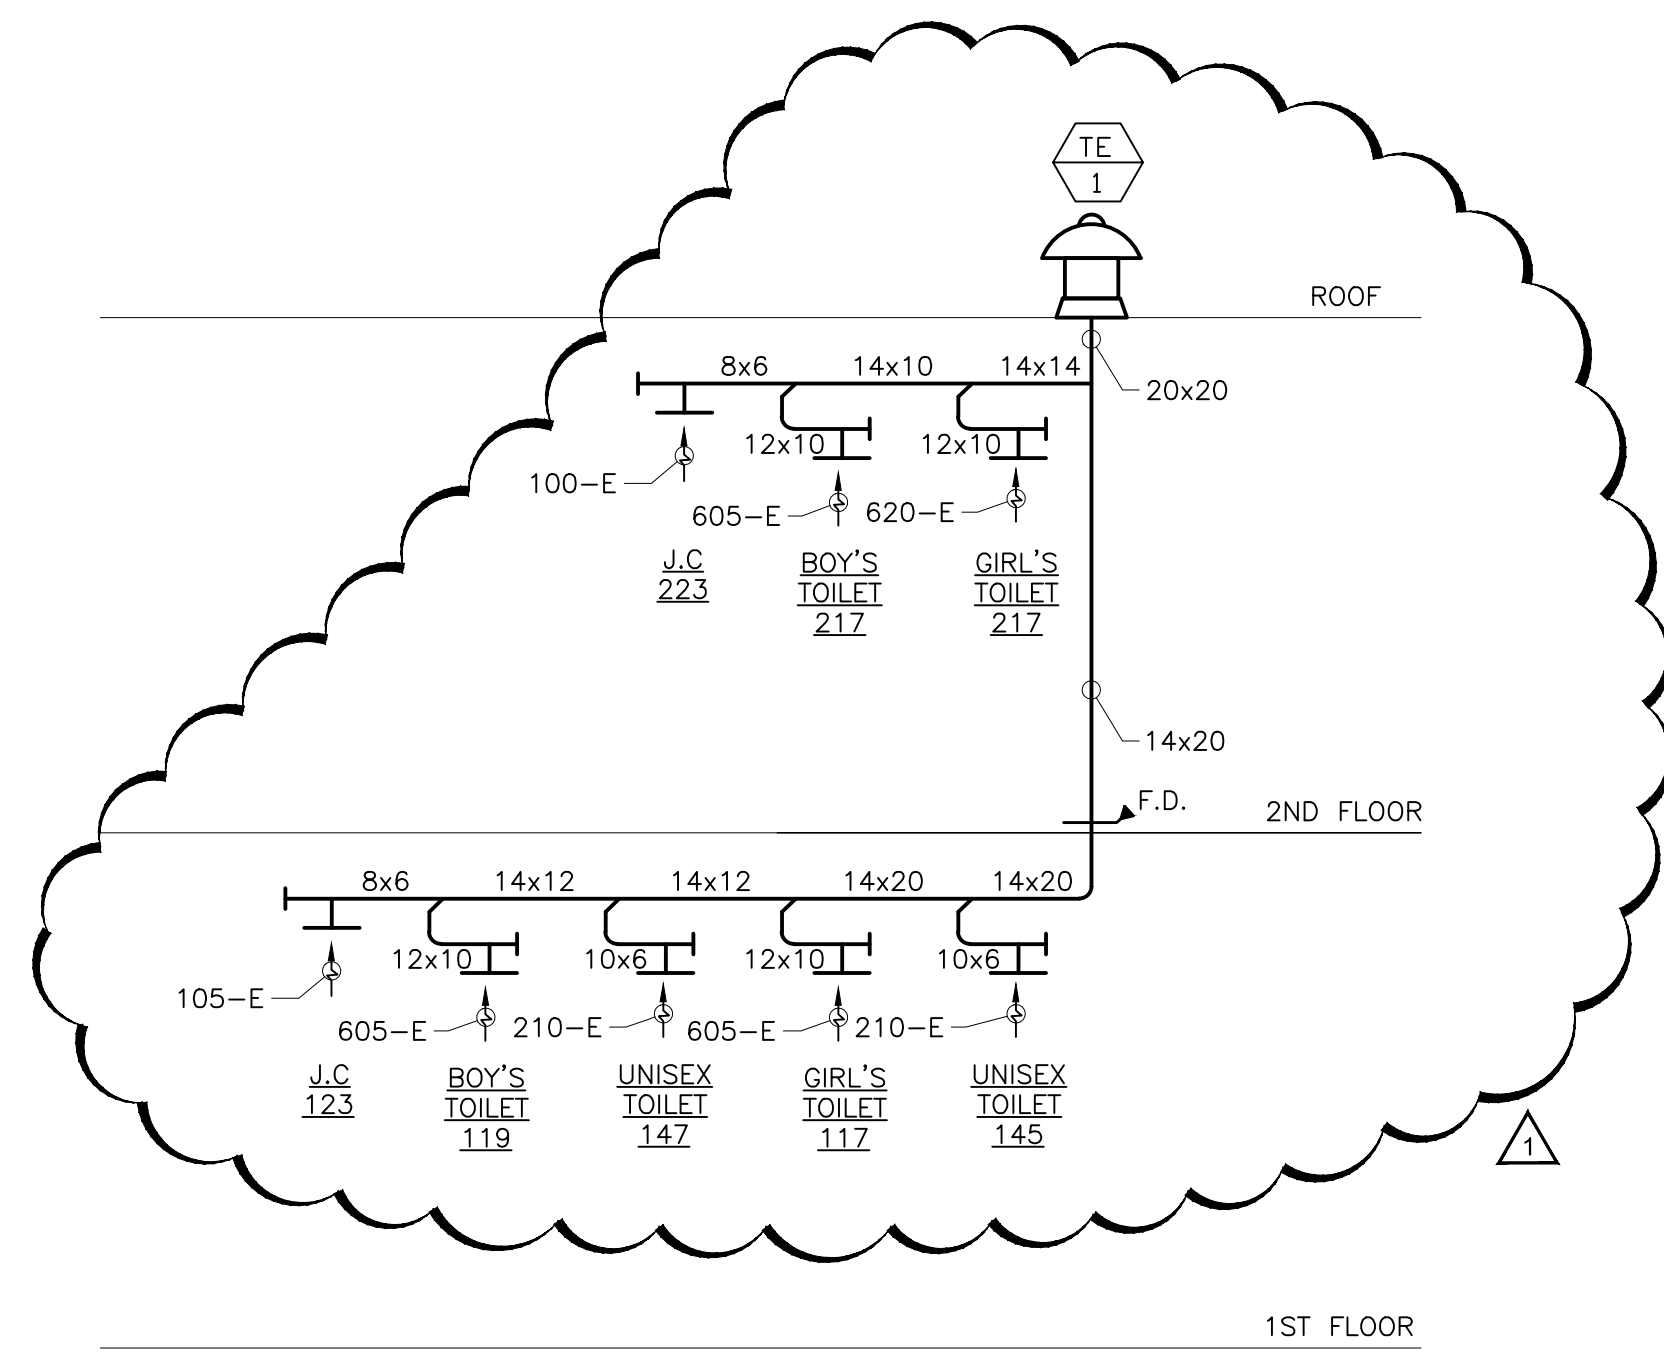 TE
1
ROOF
8x6
14x10
14x14
20x20
12x10
12x10
100-E
605-E
620-E
J.C
223
BOY'S
TOILET
217
GIRL'S
TOILET
217
14x20
F.D.
2ND FLOOR
8x6
14x12
14x12
14x20
14x20
12x10
10x6
12x10
10x6
105-E
605-E
210-E
605-E
210-E
J.C
123
BOY'S
TOILET
119
UNISEX
TOILET
147
GIRL'S
TOILET
117
UNISEX
TOILET
145
1
1ST FLOOR